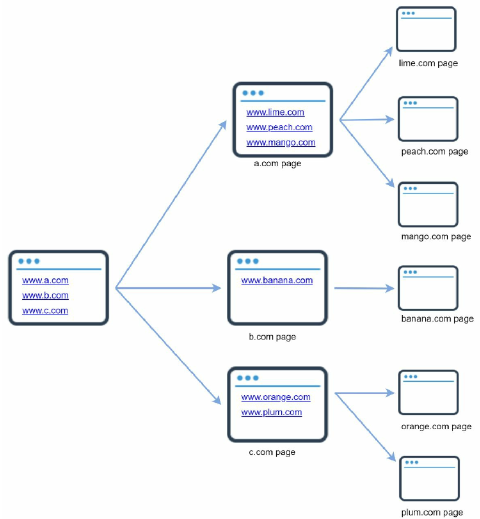 www.a.com
www.b.com
www.c.com
www.lime.com
www.peach.com
www.mango.com
a.com page
www.banana.com
b.com page
www.orange.com
www.plum.com
c.com page
lime.com page
peach.com page
mango.com page
banana.com page
orange.com page
plum.com page